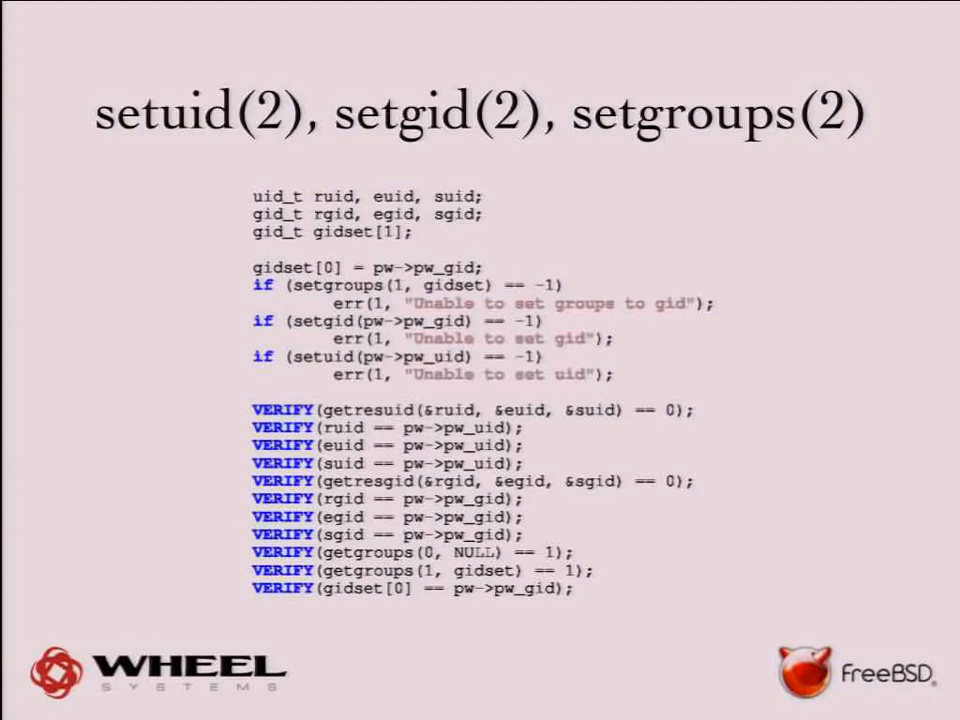 setuid(2), setgid(2), setgroups(2)
uid_t ruid, euid, suid;
gid_t rgid, egid, sgid;
gid_t gidset[1];
gidset[0] = pw->pw_gid;
if (setgroups(1, gidset) == -1)
err(1, "Unable to set groups to gid");
if (setgid(pw->pw_gid) == -1)
err(1, "Unable to set gid");
if (setuid(pw->pw_uid) == -1)
err(1, "Unable to set uid");
VERIFY(getresuid(&ruid, &euid, &suid) == 0);
VERIFY(ruid == pw->pw_uid);
VERIFY(euid == pw->pw_uid);
VERIFY(suid == pw->pw_uid);
VERIFY(getresgid(&rgid, &egid, &sgid) == 0);
VERIFY(rgid == pw->pw_gid);
VERIFY(egid == pw->pw_gid);
VERIFY(sgid == pw->pw_gid);
VERIFY(getgroups(0, NULL) == 1);
VERIFY(getgroups(1, gidset) == 1);
VERIFY(gidset[0] == pw->pw_gid);
WHEEL
SYSTEMS
FreeBSD®